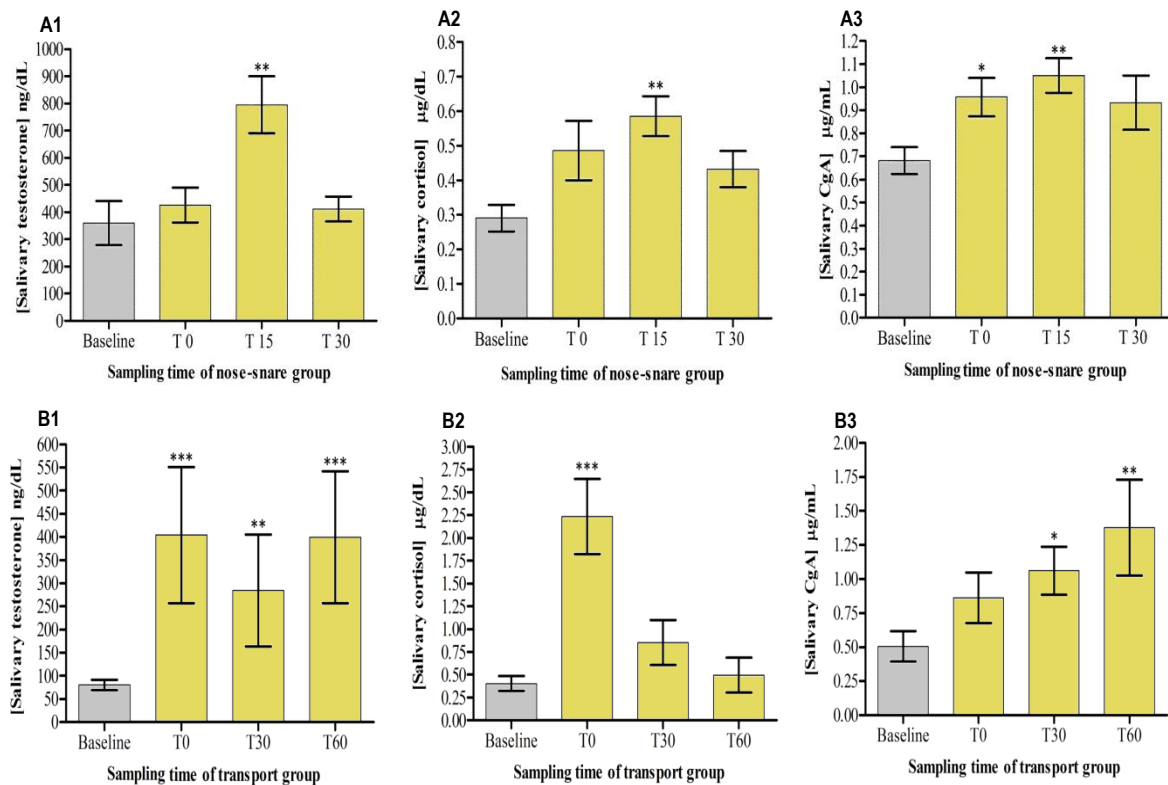 A1
[Salivary testosterone] ng/dL
1000
900
800
700
600
500
400
300
200
100
0
**
Baseline T 0 T 15 T 30
Sampling time of nose-snare group
A2
[Salivary cortisol] µg/dL
0.8
0.7
0.6
0.5
0.4
0.3
0.2
0.1
0.0
**
Baseline T 0 T 15 T 30
Sampling time of nose-snare group
A3
[Salivary CgA] µg/mL
1.2
1.1
1.0
0.9
0.8
0.7
0.6
0.7
0.5
0.4
0.3
0.2
0.1
0.0
* **
Baseline T 0 T 15 T 30
Sampling time of nose-snare group
B1
[Salivary testosterone] ng/dL
600
550
500
450
400
350
300
250
200
150
100
50
0
*** ** ***
Baseline T0 T30 T60
Sampling time of transport group
B2
[Salivary cortisol] µg/dL
3.00
2.75
2.50
2.25
2.00
1.75
1.50
1.25
1.00
0.75
0.50
0.25
0.00
***
Baseline T0 T30 T60
Sampling time of transport group
B3
[Salivary CgA] µg/mL
2.00
1.75
1.50
1.25
1.00
0.75
0.50
0.25
0.00
* **
Baseline T0 T30 T60
Sampling time of transport group